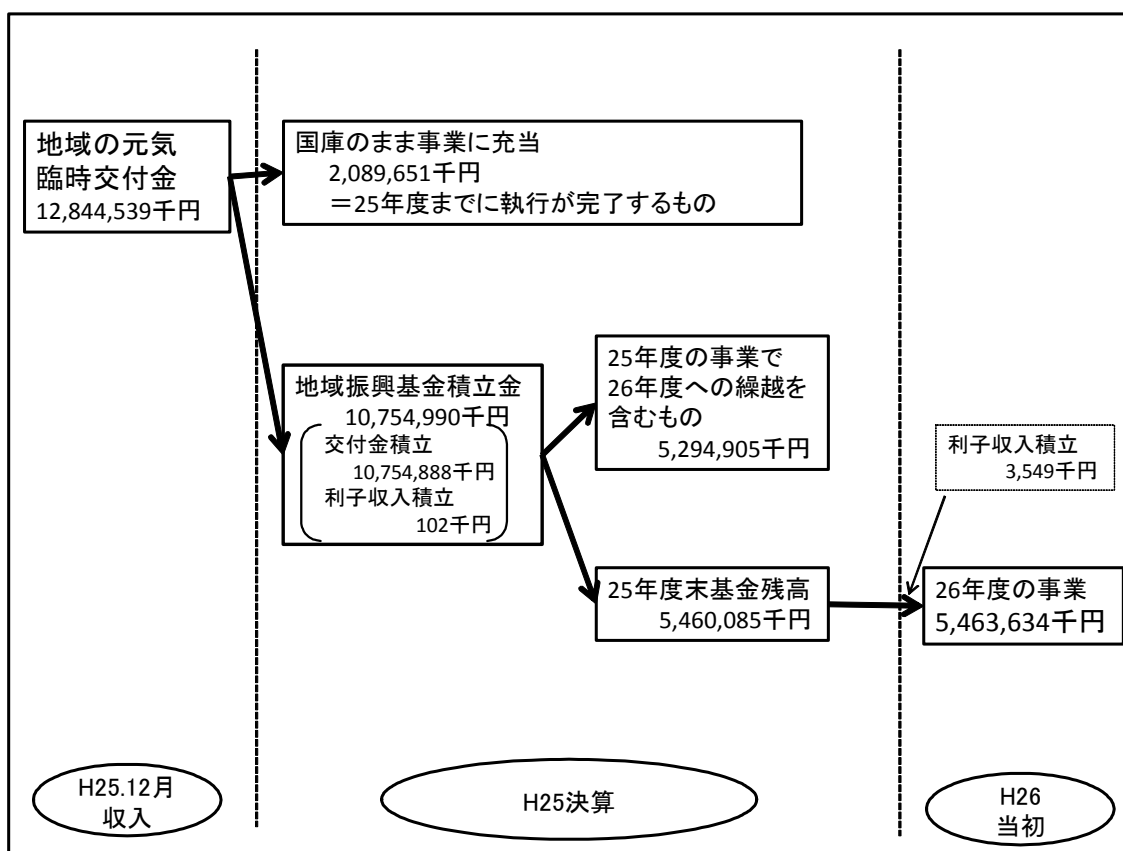 地域の元気
臨時交付金
12,844,539千円
国庫のまま事業に充当
2,089,651千円
＝25年度までに執行が完了するもの
地域振興基金積立金
10,754,990千円
交付金積立
10,754,888千円
利子収入積立
102千円
25年度の事業で
26年度への繰越を
含むもの
5,294,905千円
25年度末基金残高
5,460,085千円
利子収入積立
3,549千円
26年度の事業
5,463,634千円
H25.12月
収入
H25決算
H26
当初